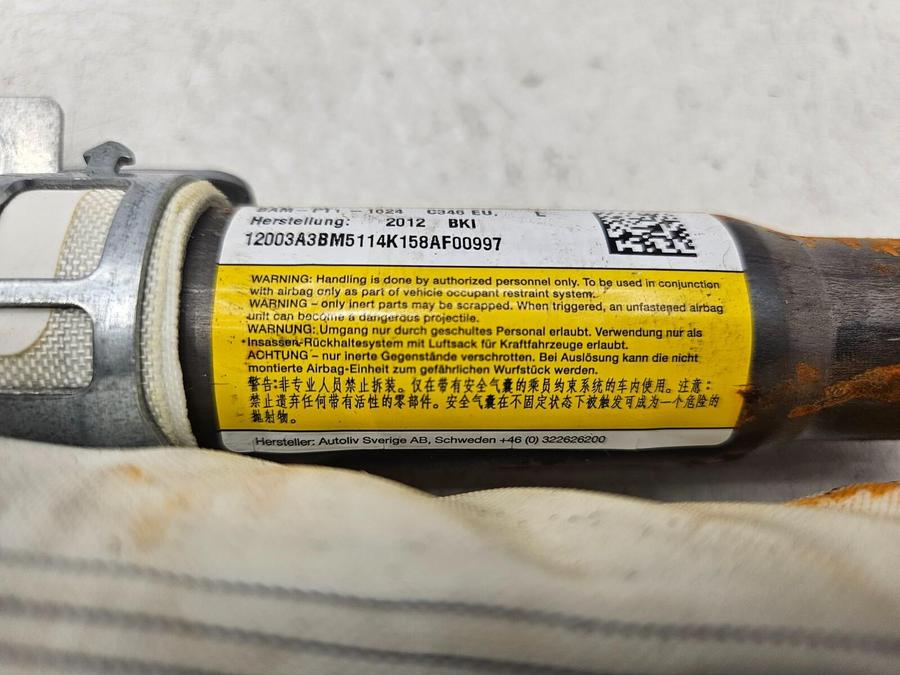 BAM-PT1 - 1024 C346 EU. L
Herstellung: 2012 BKI
12003A3BM5114K158AF00997
WARNING: Handling is done by authorized personnel only. To be used in conjunction
with airbag only as part of vehicle occupant restraint system.
WARNING – only inert parts may be scrapped. When triggered, an unfastened airbag
unit can become a dangerous projectile.
WARNUNG: Umgang nur durch geschultes Personal erlaubt. Verwendung nur als
Insassen-Rückhaltesystem mit Luftsack für Kraftfahrzeuge erlaubt.
ACHTUNG – nur inerte Gegenstände verschrotten. Bei Auslösung kann die nicht
montierte Airbag-Einheit zum gefährlichen Wurfstück werden.
警告:非专业人员禁止拆装。仅在带有安全气囊的乘员约束系统的车内使用。注意:
禁止遗弃任何带有活性的零部件。安全气囊在不固定状态下被触发可成为一个危险的
抛射物。
Hersteller: Autoliv Sverige AB, Schweden +46 (0) 322626200